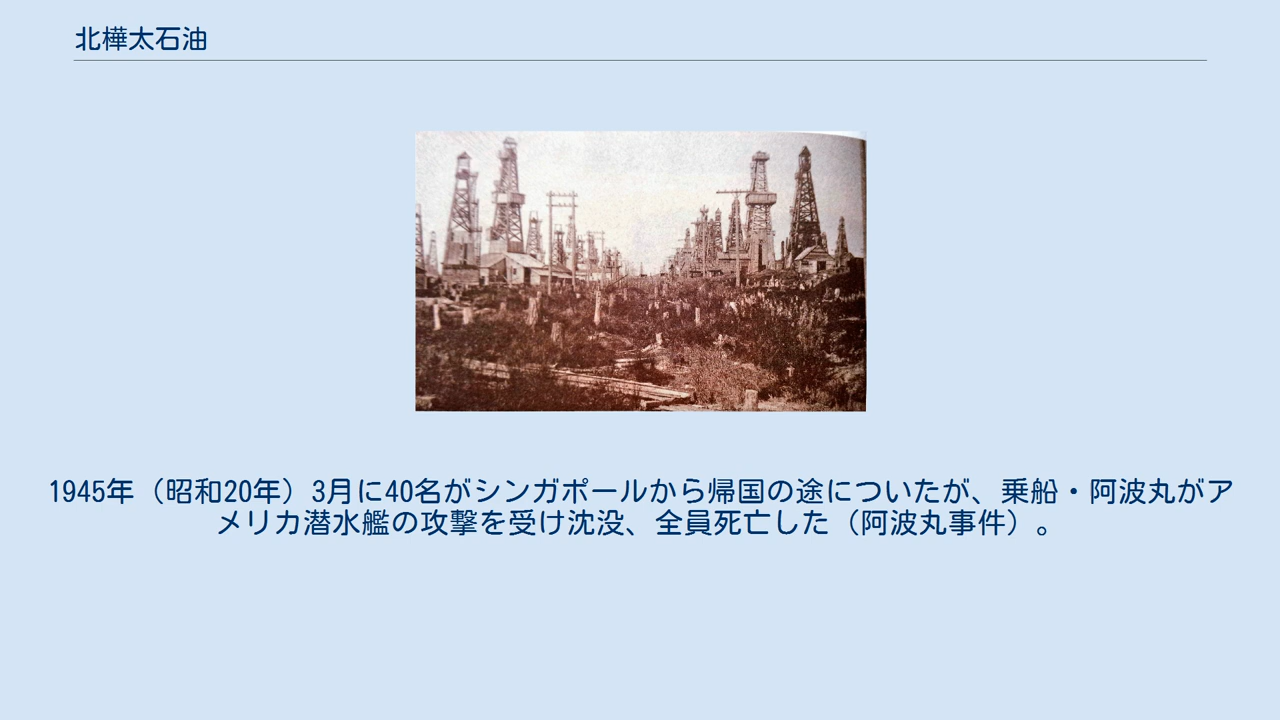 北樺太石油
1945年（昭和20年）3月に40名がシンガポールから帰国の途についたが、乗船・阿波丸がア
メリカ潜水艦の攻撃を受け沈没、全員死亡した（阿波丸事件）。